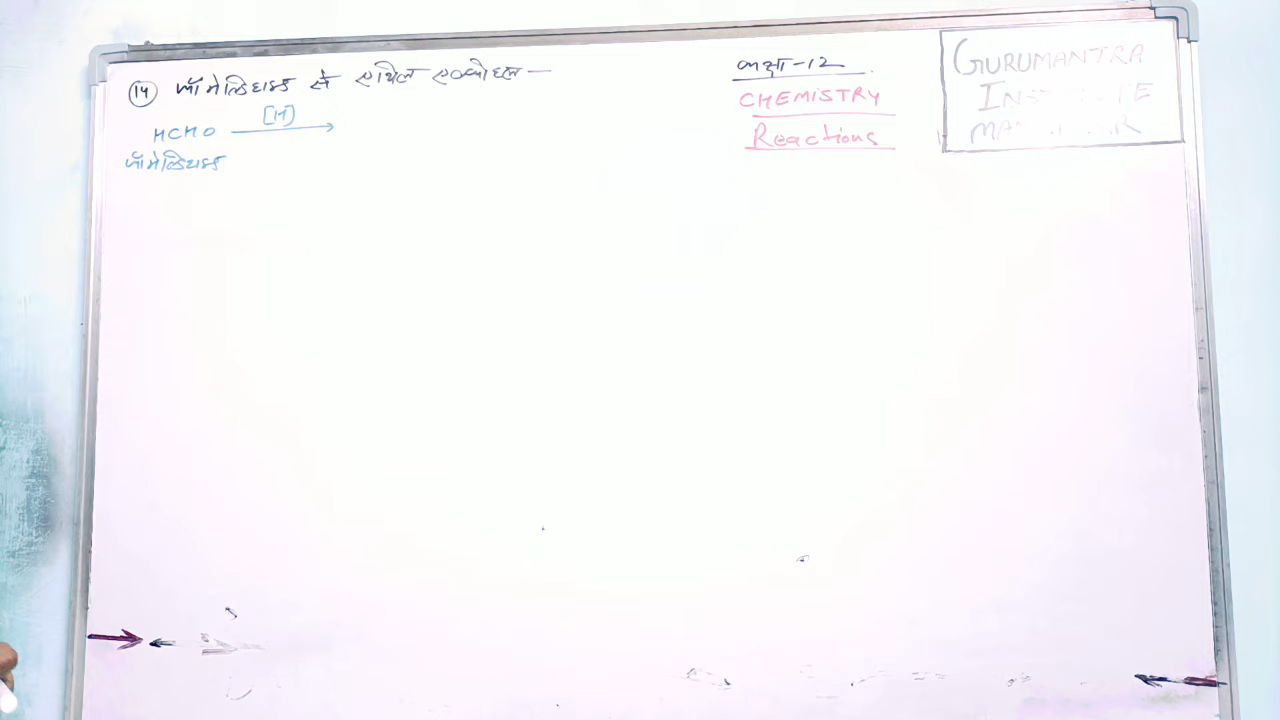 14 फॉर्मेल्डिहाइड से एथिल एल्कोहल —
[H]
HCHO ⟶
फॉर्मेल्डिहाइड
कक्षा -12
CHEMISTRY
Reactions
GURUMANTRA